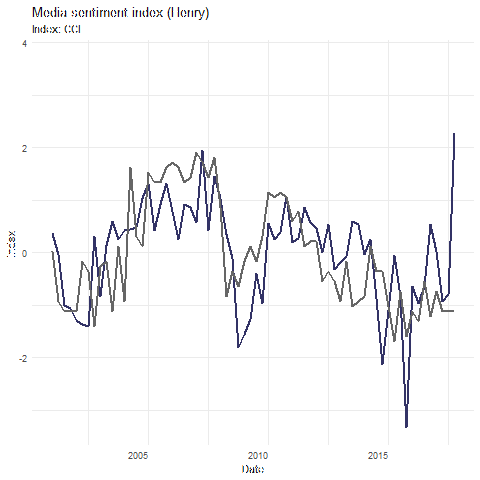 Media sentiment index (Henry)
Index: CCI
4
2
0
-2
Index
2005
2010
2015
Date